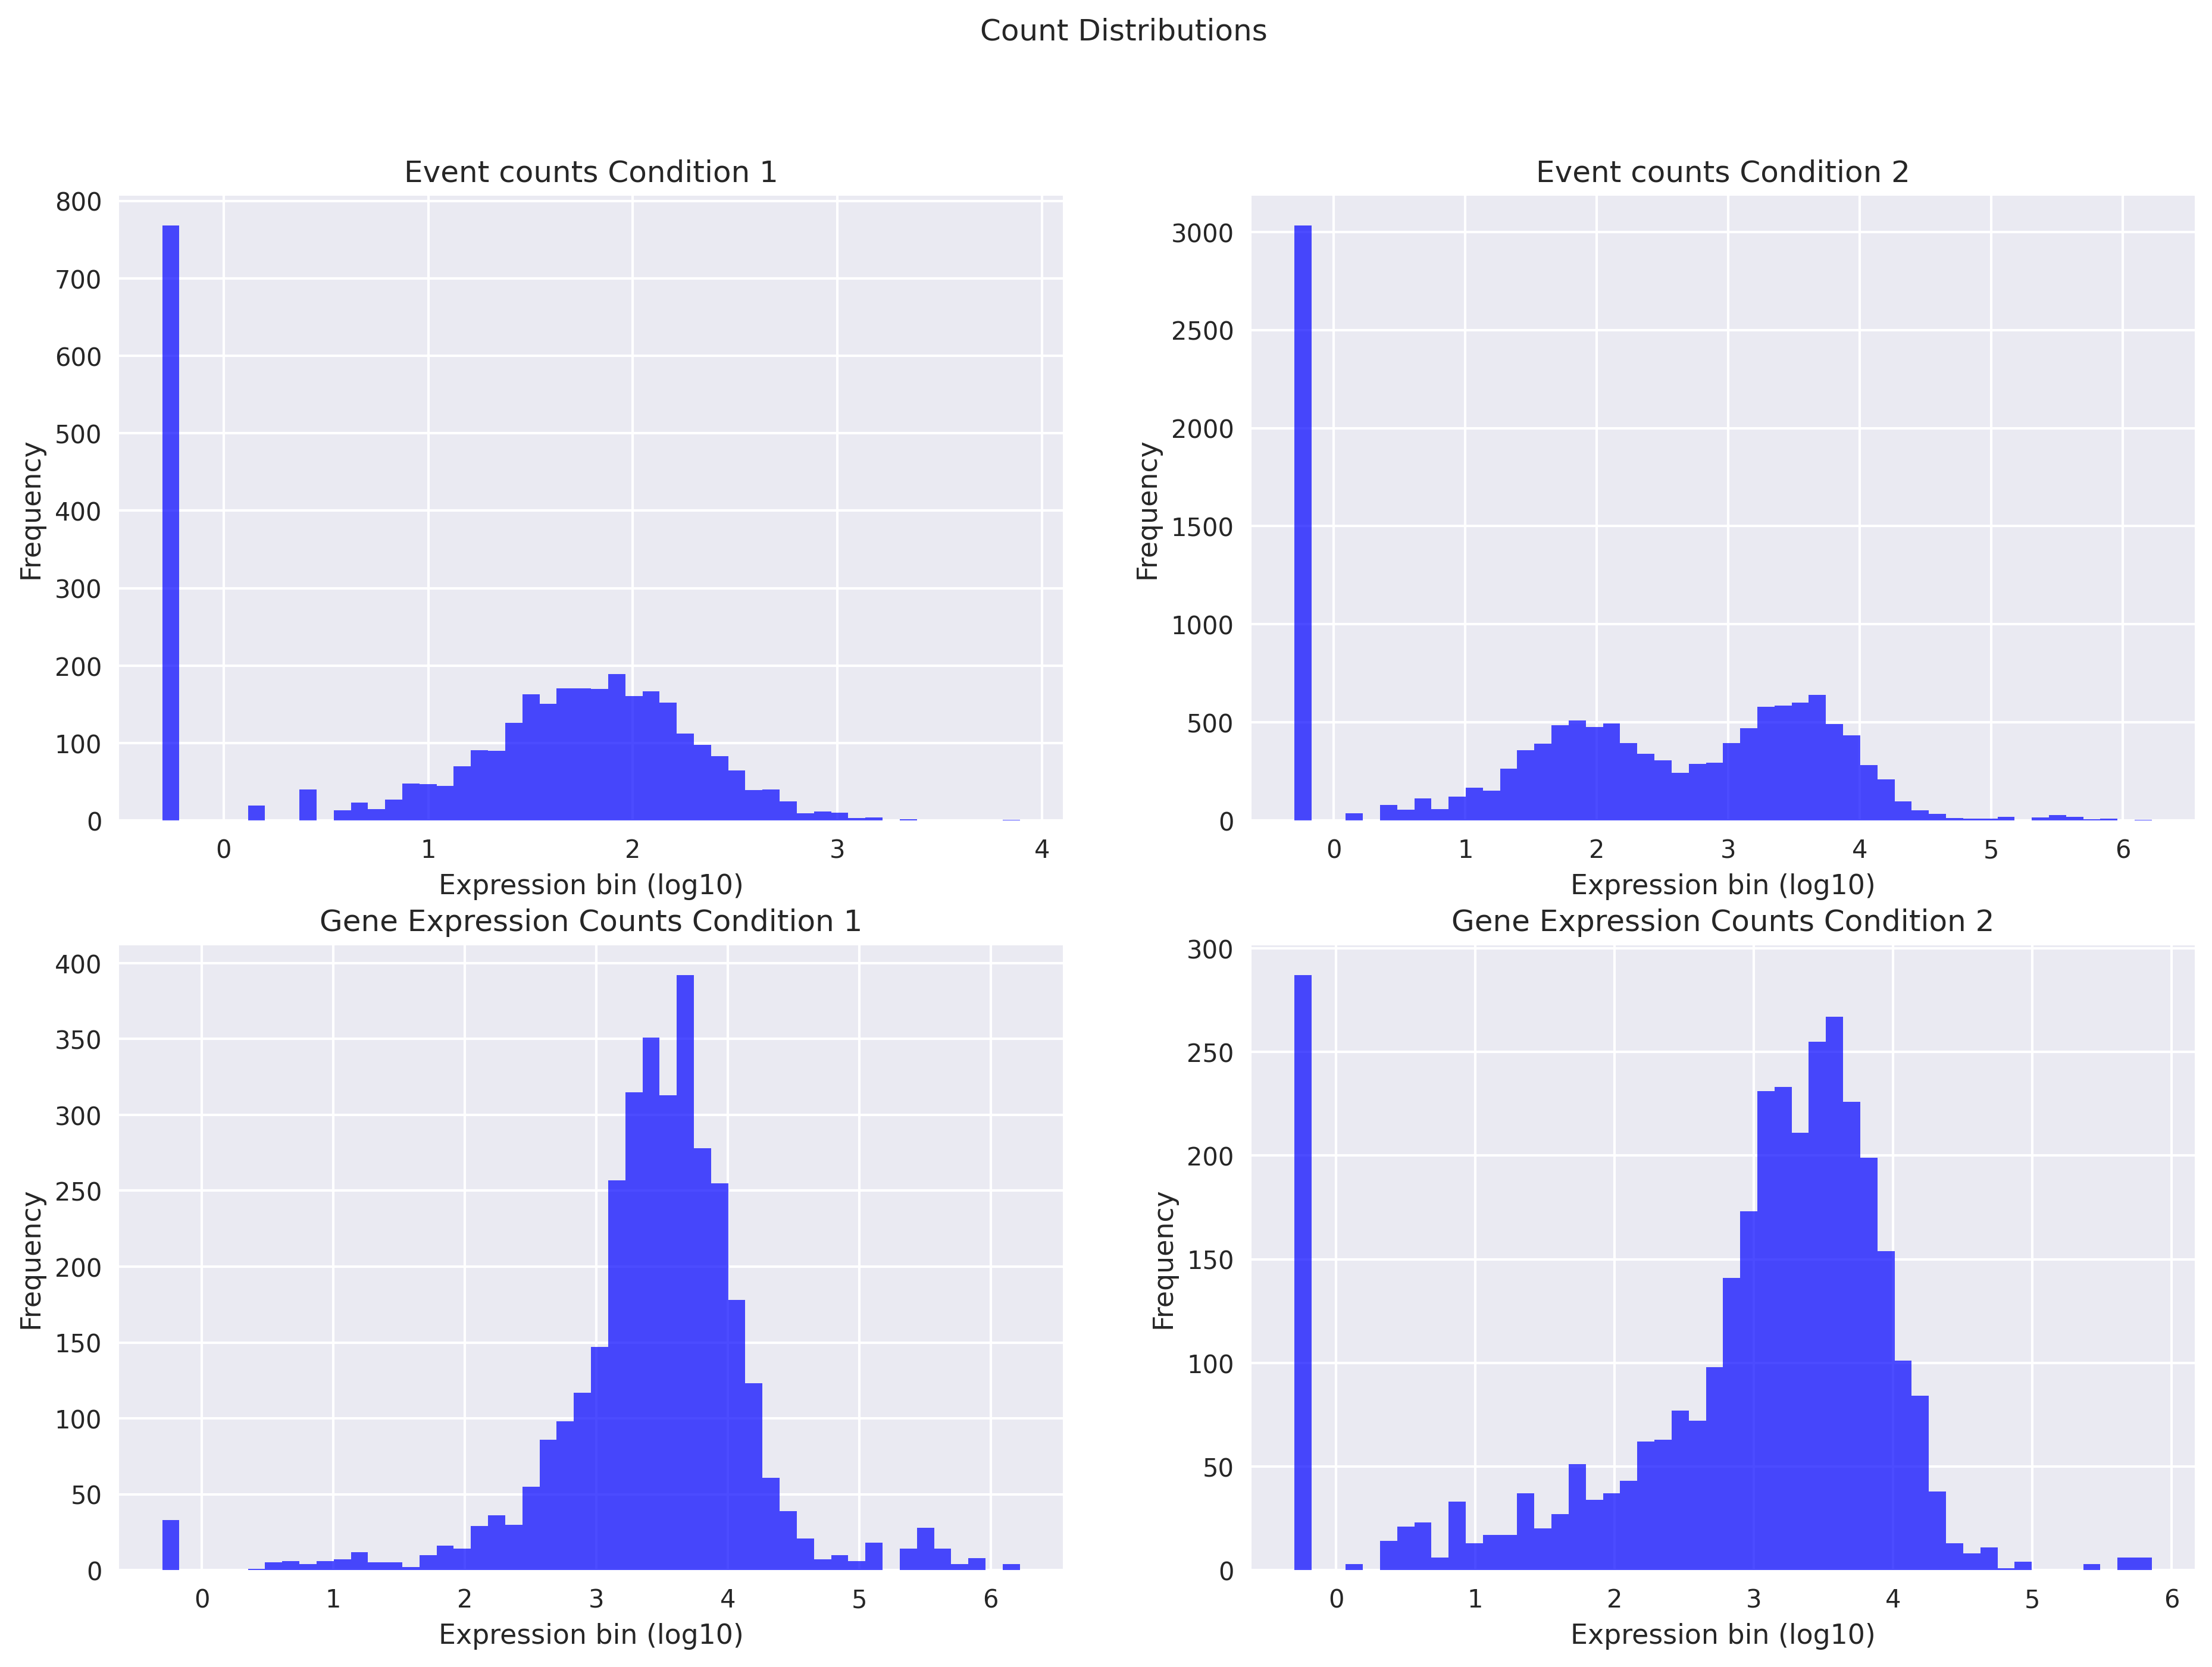 Count Distributions
Event counts Condition 1
800
700
600
500
400
300
200
100
0
Frequency
0 1 2 3 4
Expression bin (log10)
Event counts Condition 2
3000
2500
2000
1500
1000
500
0
Frequency
0 1 2 3 4 5 6
Expression bin (log10)
Gene Expression Counts Condition 1
400
350
300
250
200
150
100
50
0
Frequency
0 1 2 3 4 5 6
Expression bin (log10)
Gene Expression Counts Condition 2
300
250
200
150
100
50
0
Frequency
0 1 2 3 4 5 6
Expression bin (log10)